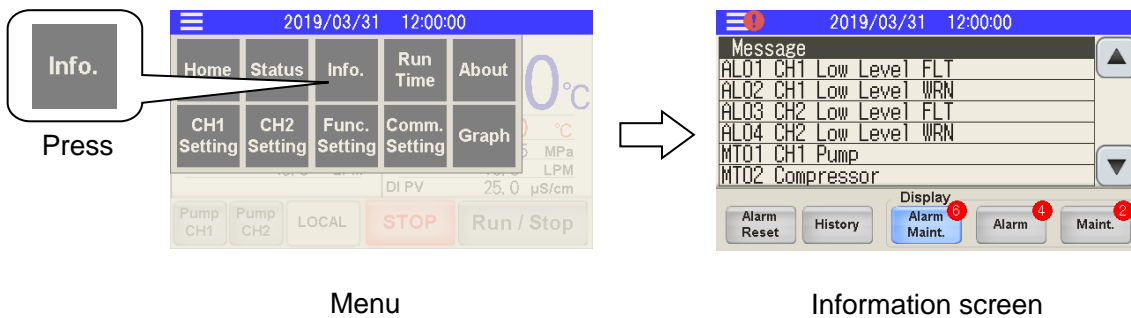 Info.
Press
2019/03/31 12:00:00
Home Status Info. Run Time About
CH1 Setting CH2 Setting Func. Setting Comm. Setting Graph
0°C
°C
MPa
LPM
DI PV 25.0 µS/cm
Pump CH1 Pump CH2 LOCAL STOP Run / Stop
Menu
2019/03/31 12:00:00
Message
AL01 CH1 Low Level FLT
AL02 CH1 Low Level WRN
AL03 CH2 Low Level FLT
AL04 CH2 Low Level WRN
MT01 CH1 Pump
MT02 Compressor
Display
Alarm Reset History Alarm Maint. 6 Alarm 4 Maint. 2
Information screen